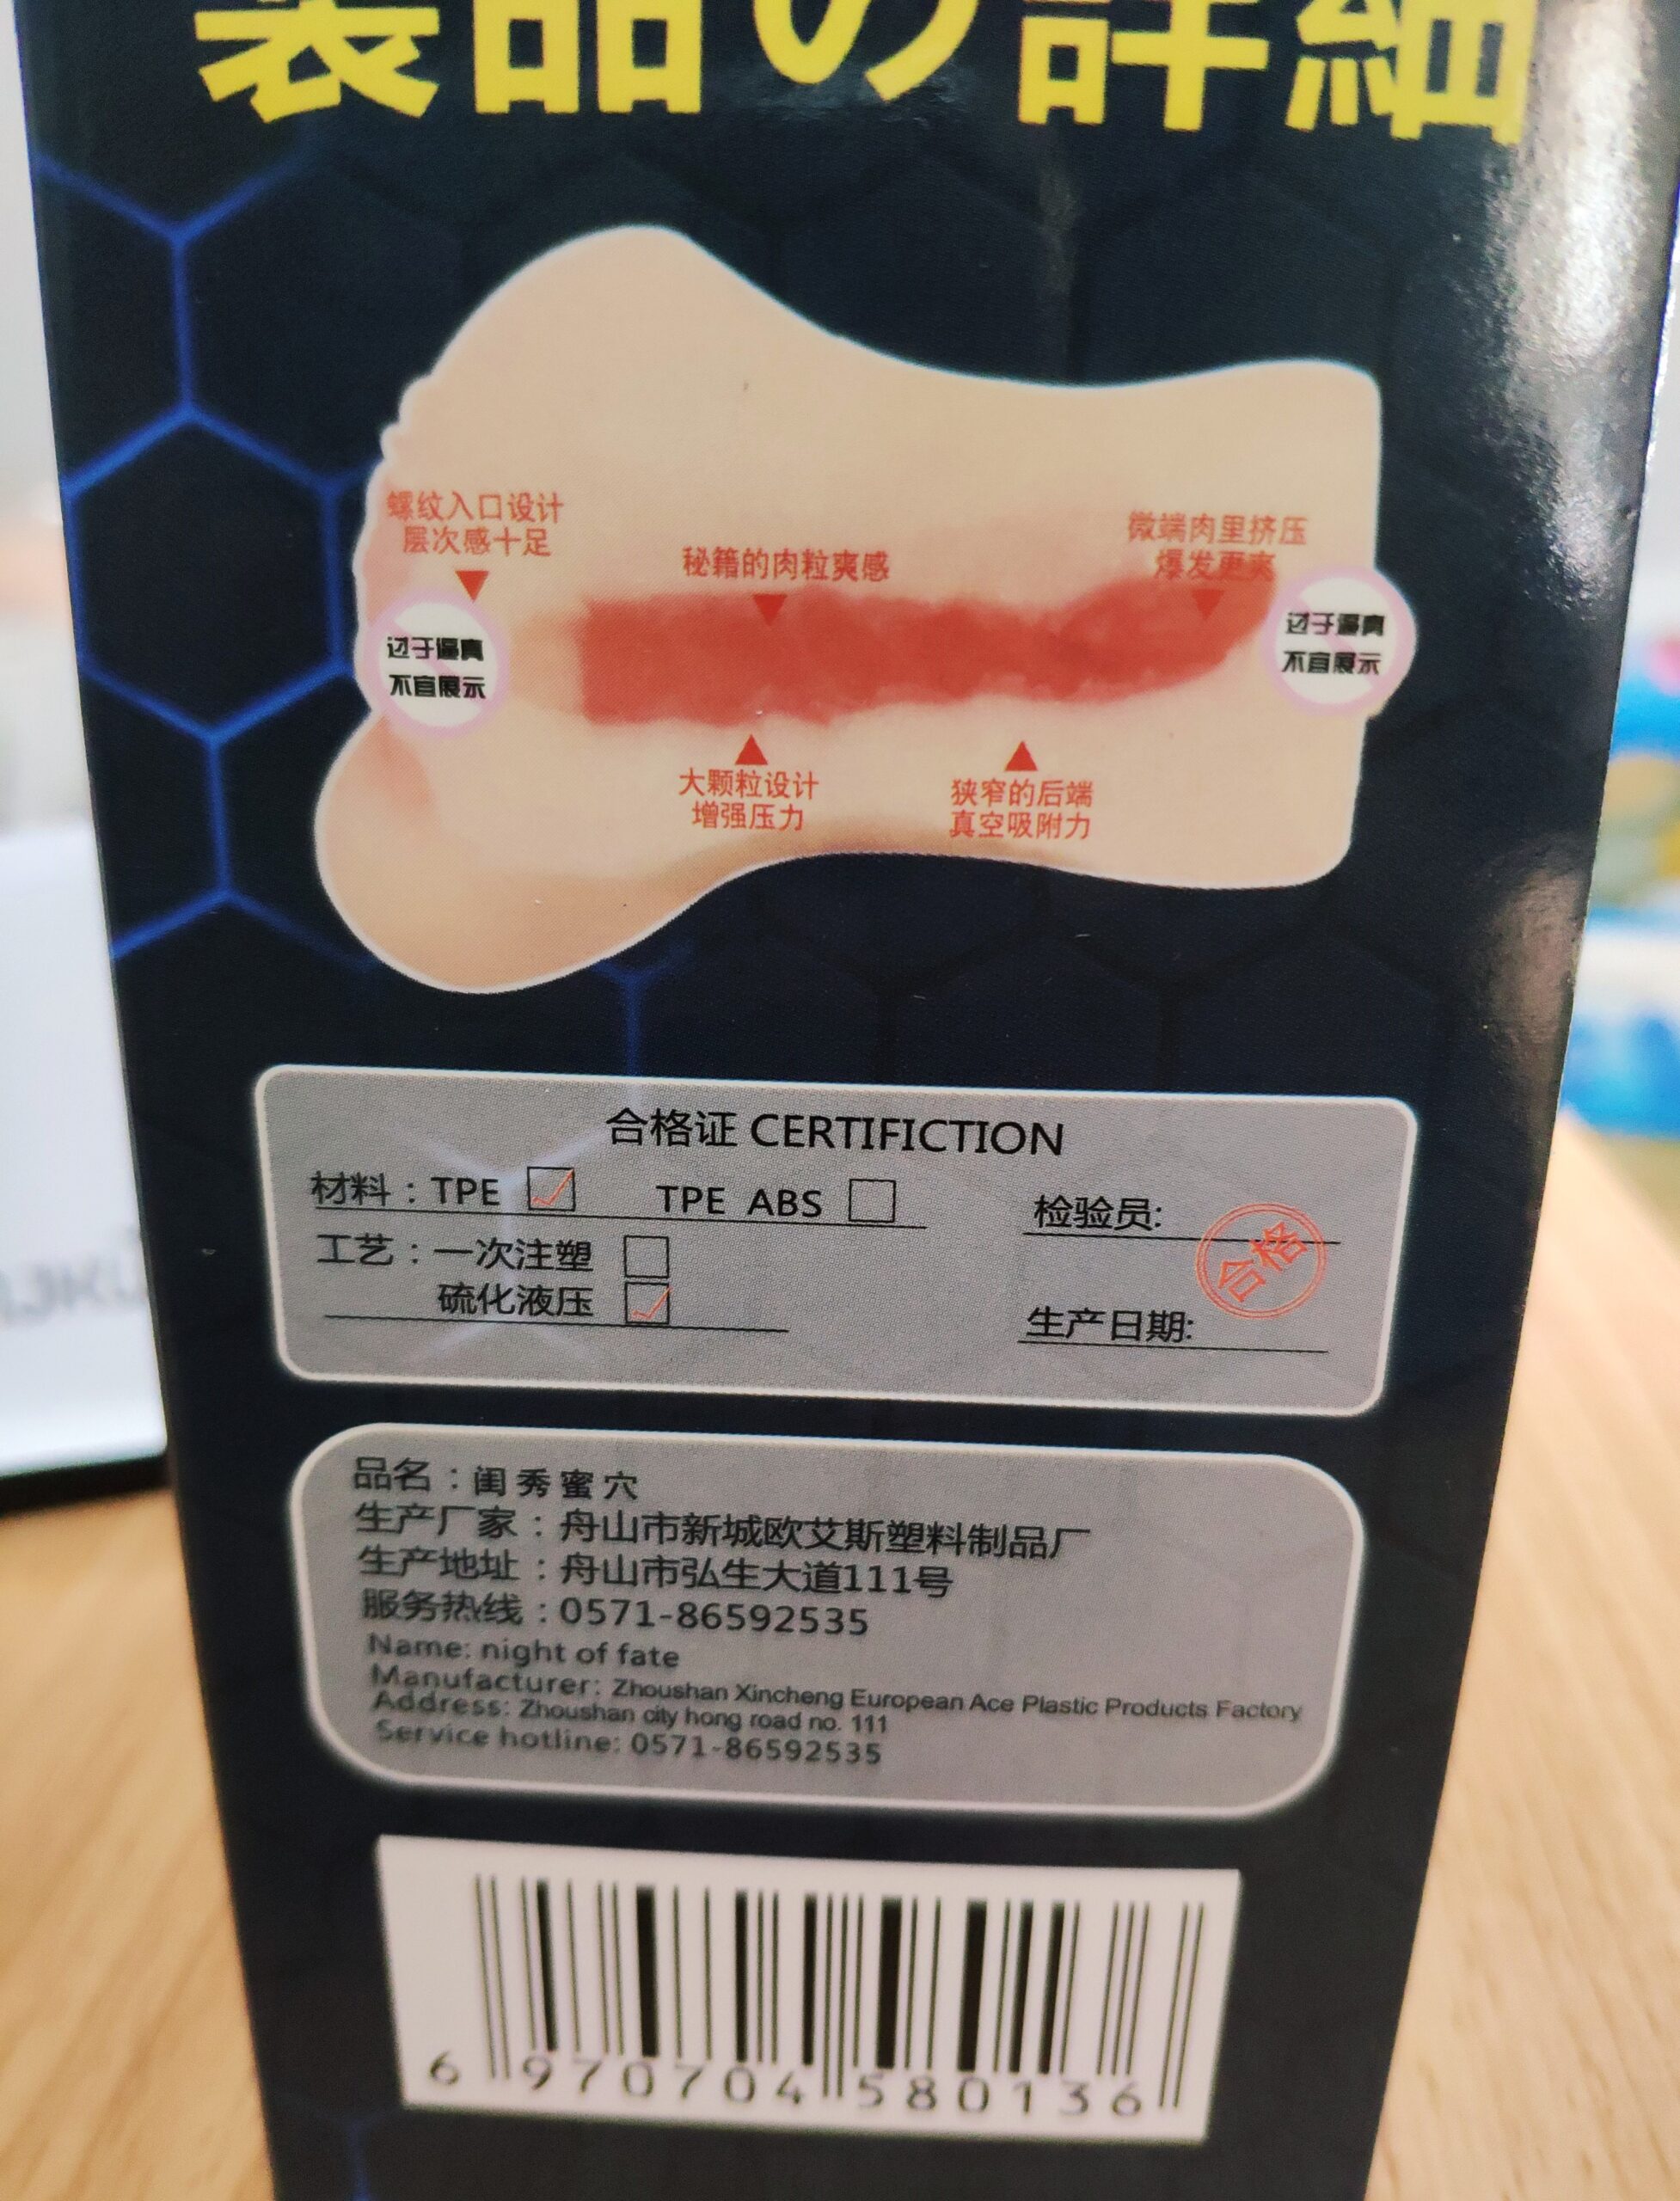 製品の詳細
螺纹入口设计
层次感十足
秘籍的肉粒爽感
微端肉里挤压
爆发更爽
过于逼真
不宜展示
过于逼真
不宜展示
大颗粒设计
增强压力
狭窄的后端
真空吸附力
合格证 CERTIFICTION
材料：TPE TPE ABS 检验员:
合格
工艺：一次注塑
硫化液压 生产日期:
品名：闺秀蜜穴
生产厂家：舟山市新城欧艾斯塑料制品厂
生产地址：舟山市弘生大道111号
服务热线：0571-86592535
Name: night of fate
Manufacturer: Zhoushan Xincheng European Ace Plastic Products Factory
Address: Zhoushan city hong road no. 111
Service hotline: 0571-86592535
6 970704 580136